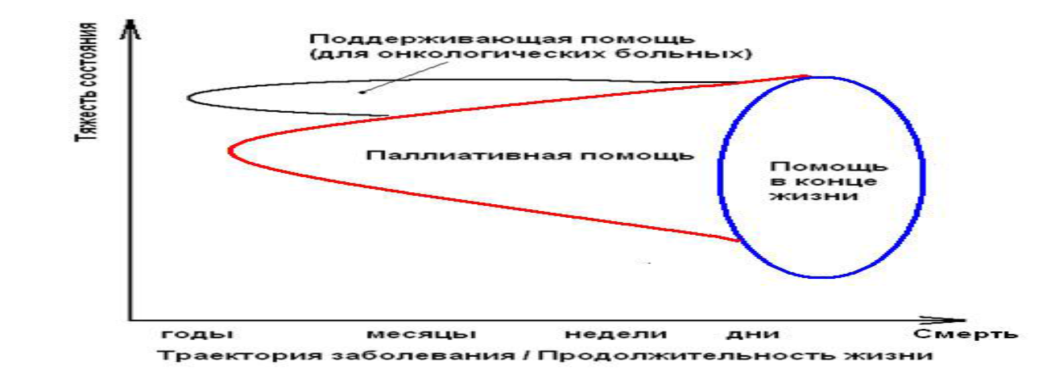 Тяжесть состояния
Поддерживающая помощь
(для онкологических больных)
Паллиативная помощь
Помощь
в конце
жизни
годы месяцы недели дни Смерть
Траектория заболевания / Продолжительность жизни